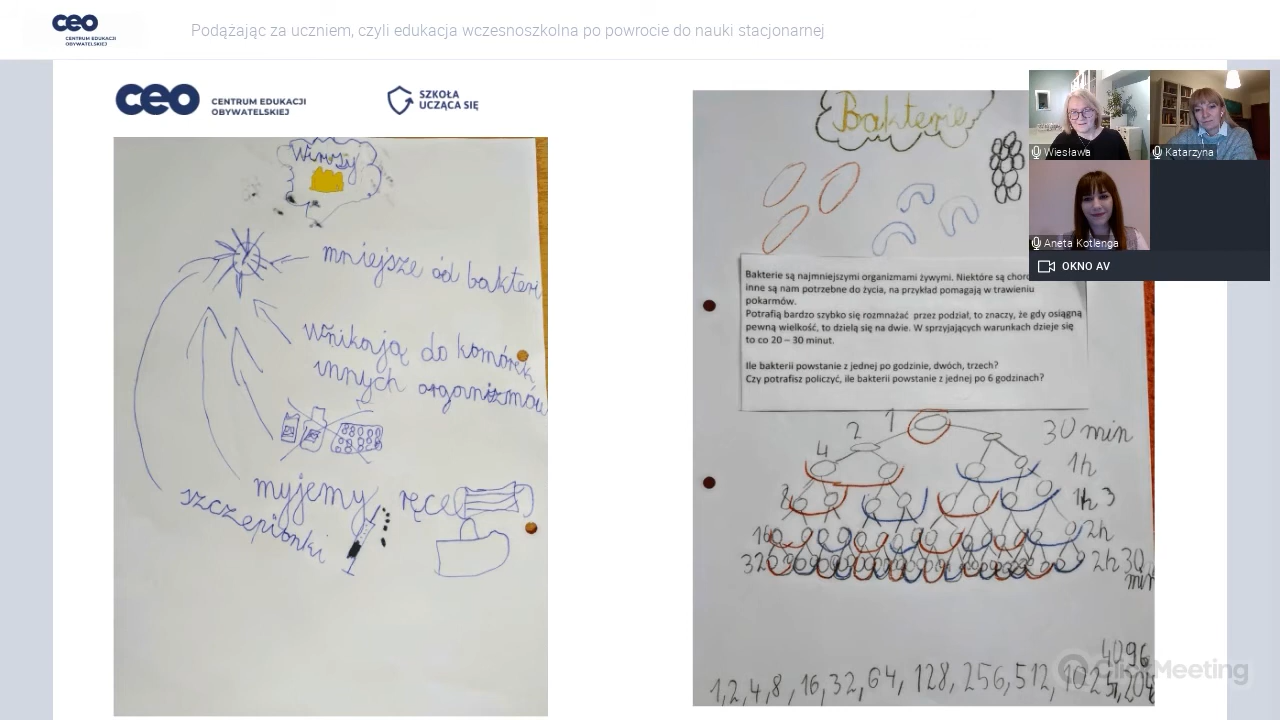 ceo
CENTRUM EDUKACJI
OBYWATELSKIEJ
Podążając za uczniem, czyli edukacja wczesnoszkolna po powrocie do nauki stacjonarnej
ceo
CENTRUM EDUKACJI
OBYWATELSKIEJ
SZKOŁA
UCZĄCA SIĘ
Wirusy
mniejsze od bakteri
wnikają do komórek
innych organizmów
myjemy ręce
szczepionki
Bakterie
Bakterie są najmniejszymi organizmami żywymi. Niektóre są
inne są nam potrzebne do życia, na przykład pomagają w trawieniu
pokarmów.
Potrafią bardzo szybko się rozmnażać przez podział, to znaczy, że gdy osiągną
pewną wielkość, to dzielą się na dwie. W sprzyjających warunkach dzieje się
to co 20 – 30 minut.
Ile bakterii powstanie z jednej po godzinie, dwóch, trzech?
Czy potrafisz policzyć, ile bakterii powstanie z jednej po 6 godzinach?
1
2 30 min
4 1h
8 1h 3
16 2h
32 2h 30
min
4096
1, 2, 4, 8, 16, 32, 64, 128, 256, 512,
ClickMeeting
Wiesława
Katarzyna
Aneta Kotlenga
OKNO AV